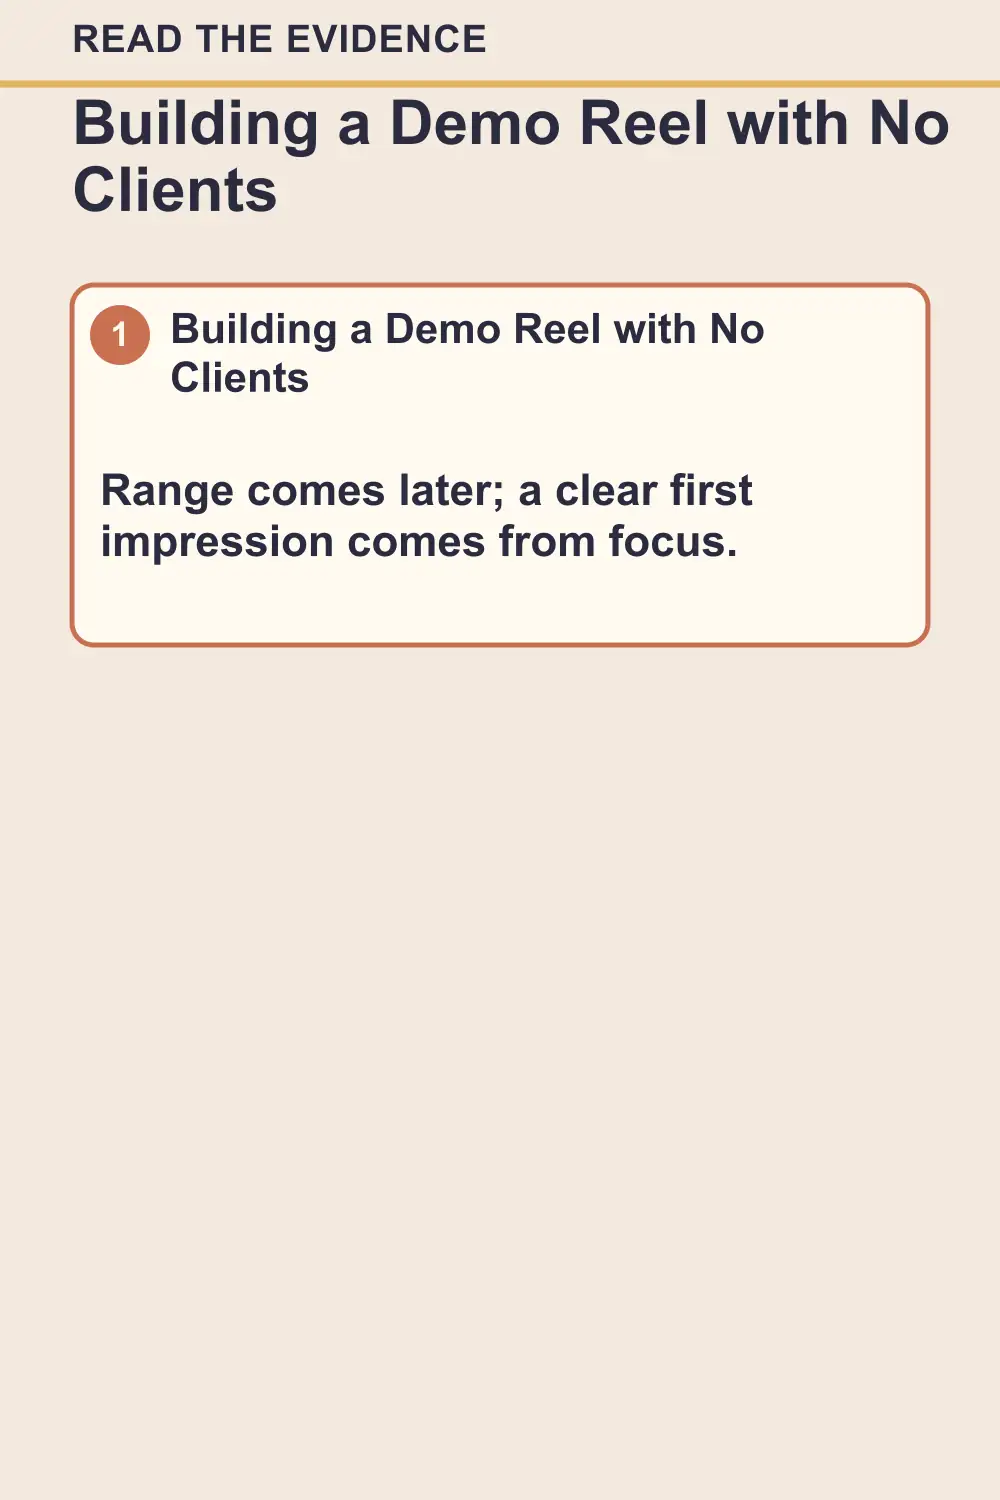 READ THE EVIDENCE
Building a Demo Reel with No
Clients
1
Building a Demo Reel with No
Clients
Range comes later; a clear first
impression comes from focus.